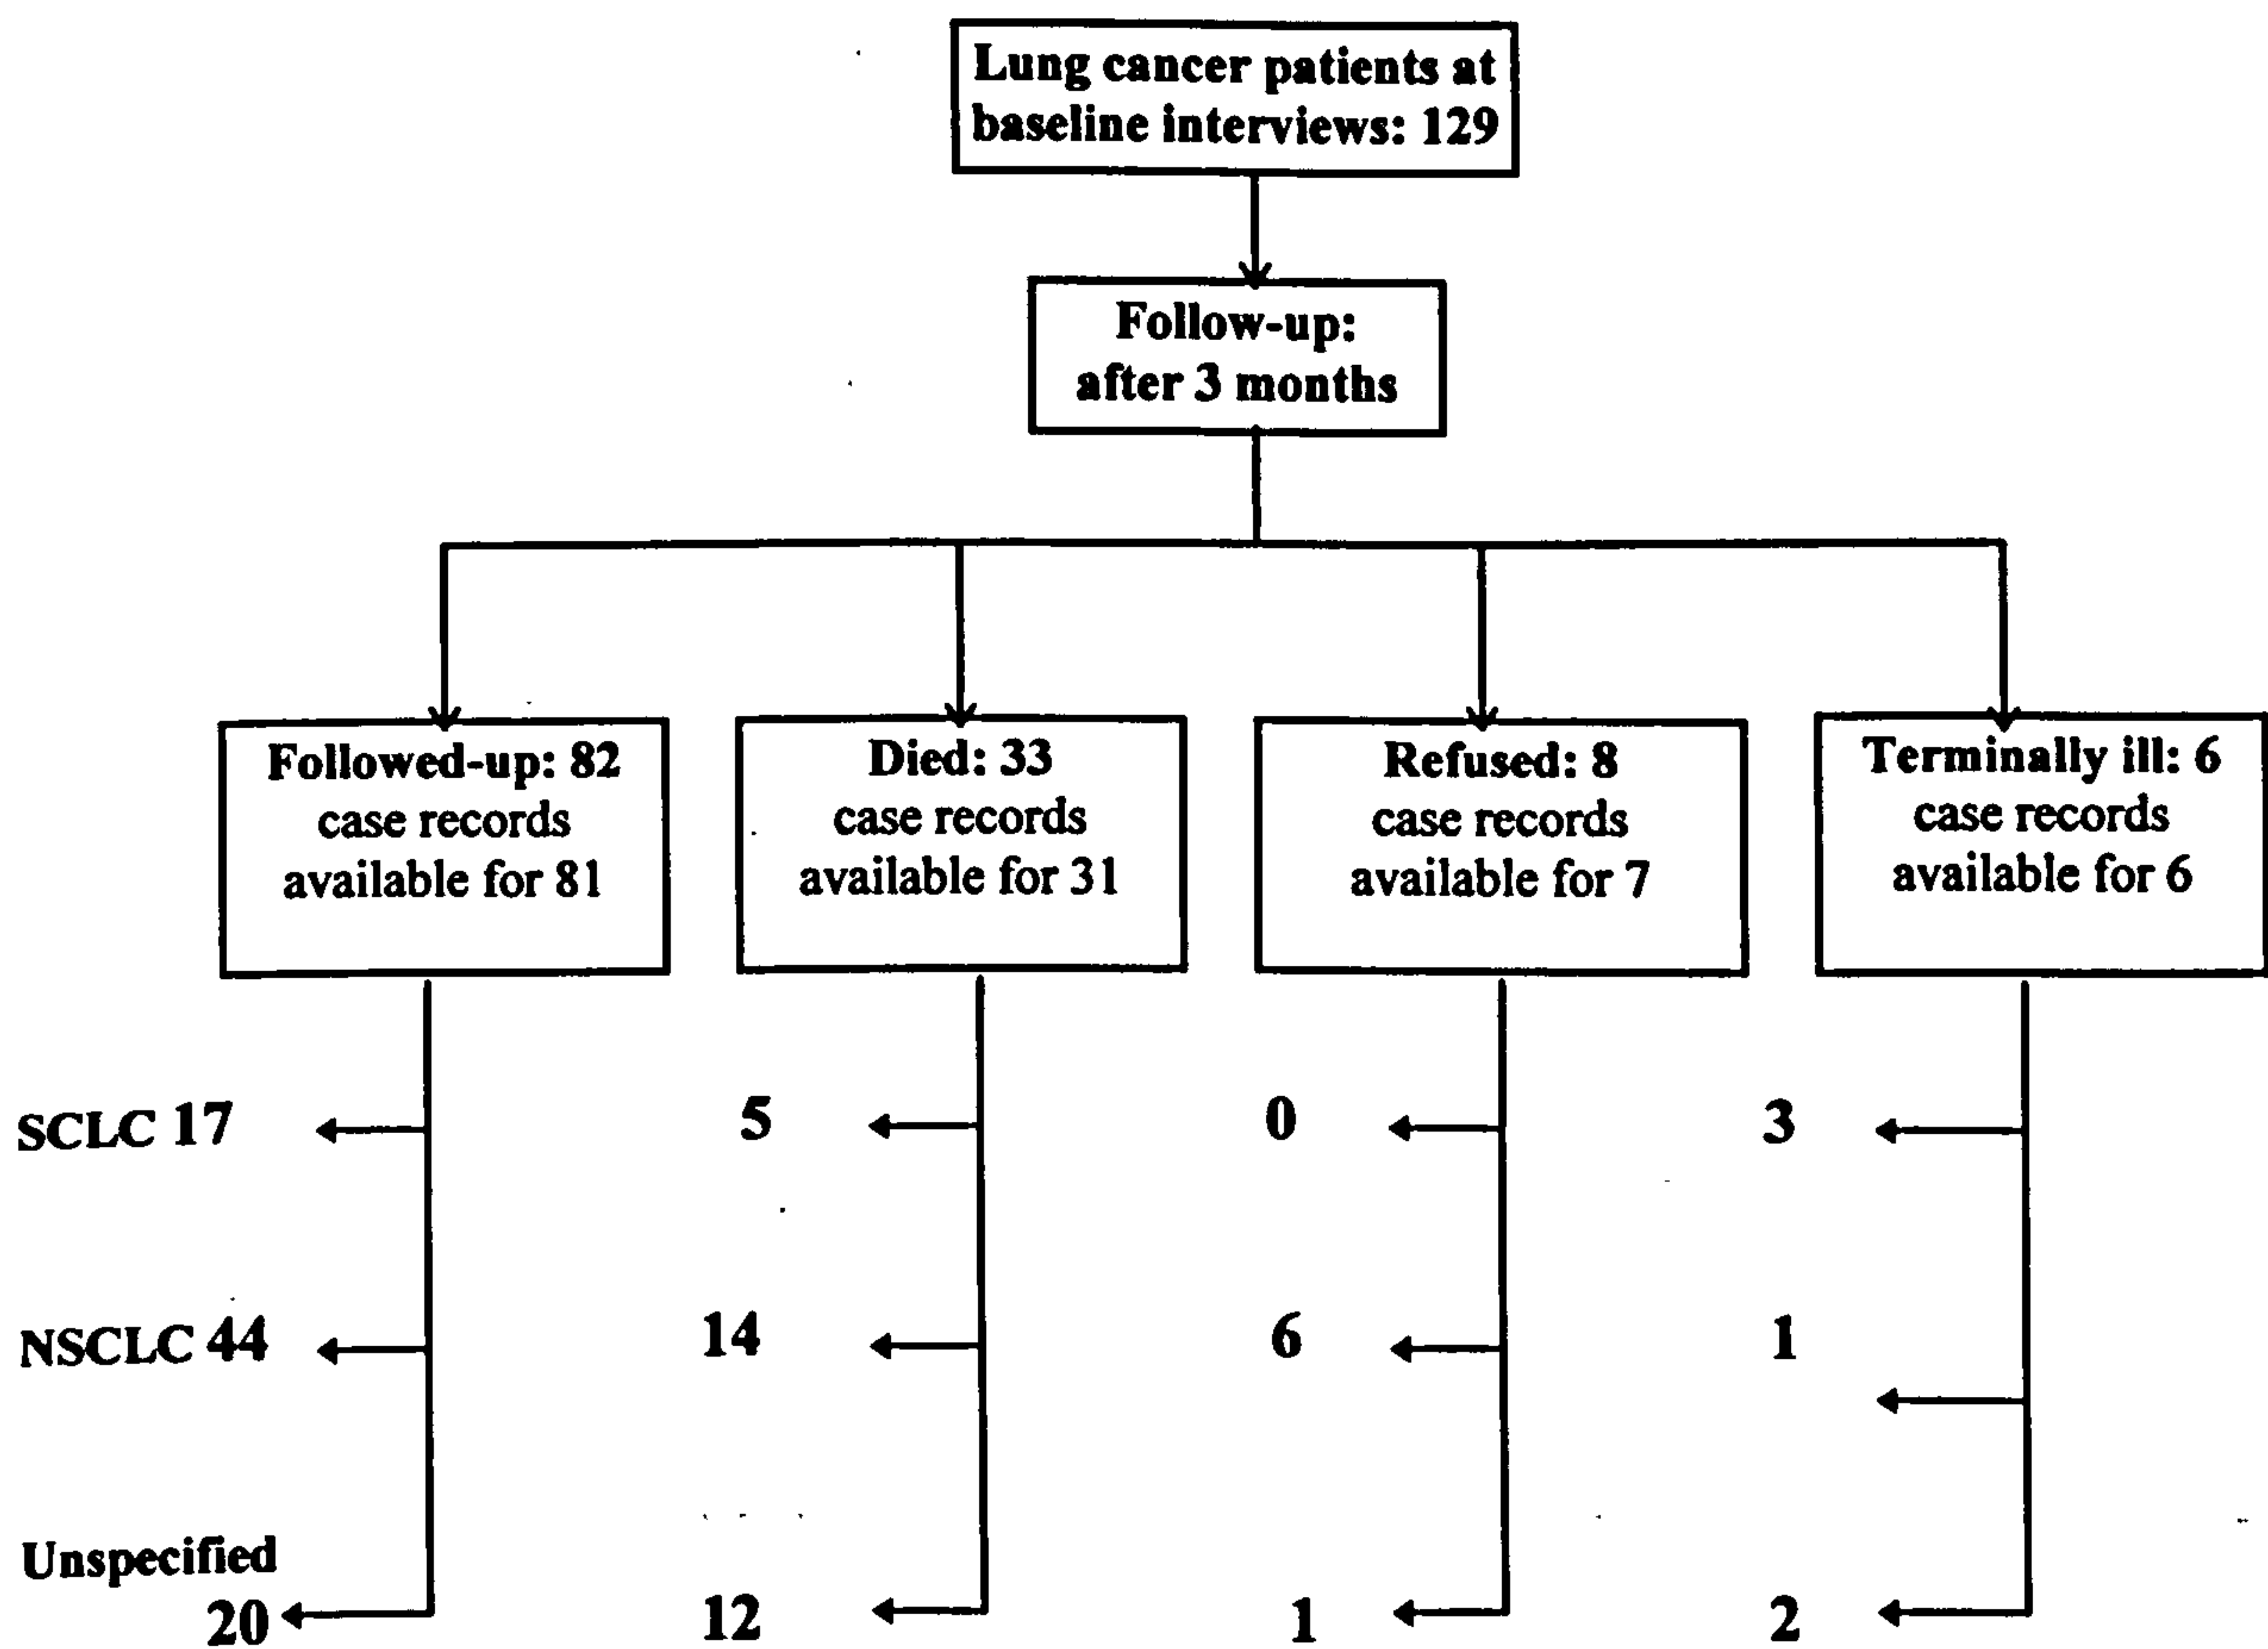 Lung cancer patients at
baseline interviews: 129
Follow-up:
after 3 months
Followed-up: 82
case records
available for 81
Died: 33
case records
available for 31
Refused: 8
case records
available for 7
Terminally ill: 6
case records
available for 6
SCLC 17
5
0
3
NSCLC 44
14
6
1
Unspecified
20
12
1
2